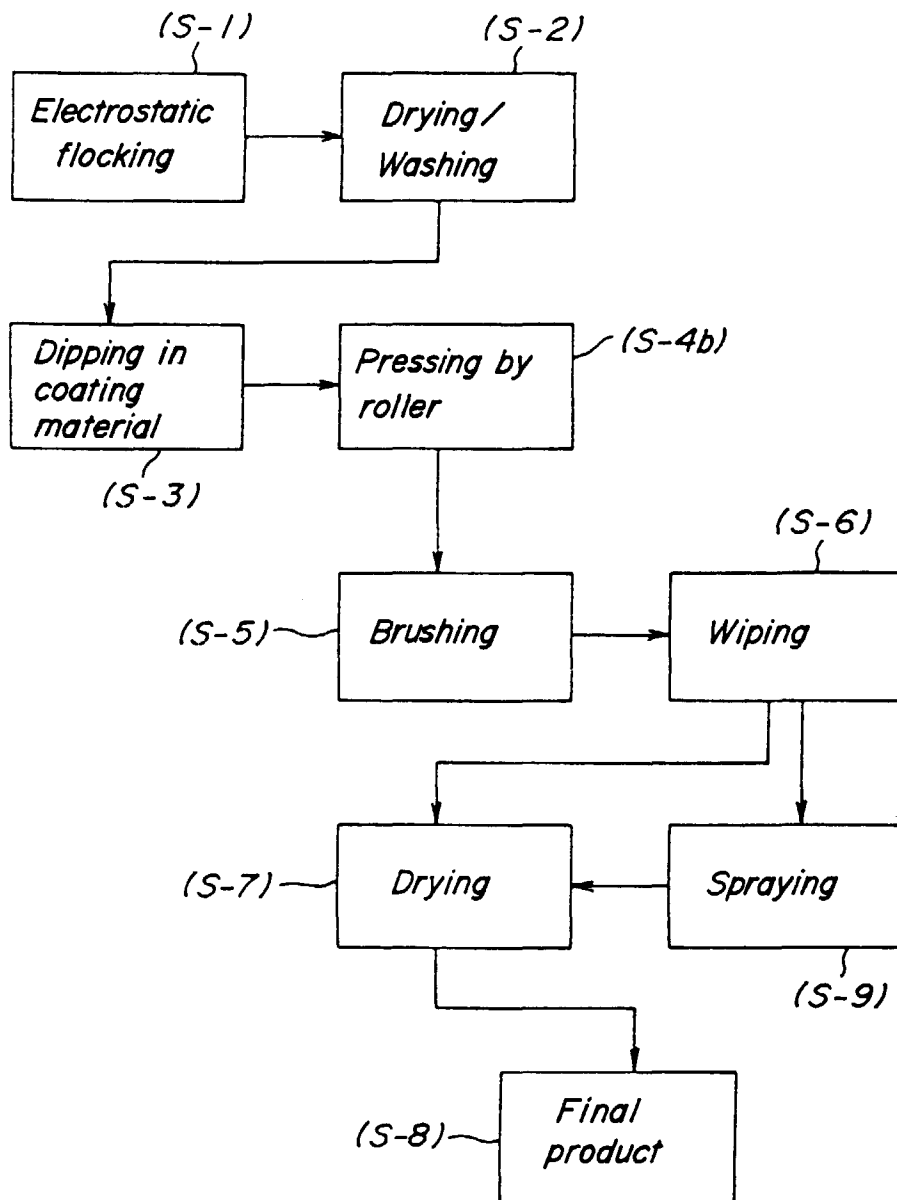 (S-1)
(S-2)
Electrostatic
flocking
Drying/
Washing
Dipping in
coating
material
(S-3)
Pressing by
roller
(S-4b)
(S-5)
Brushing
(S-6)
Wiping
(S-7)
Drying
Spraying
(S-9)
(S-8)
Final
product